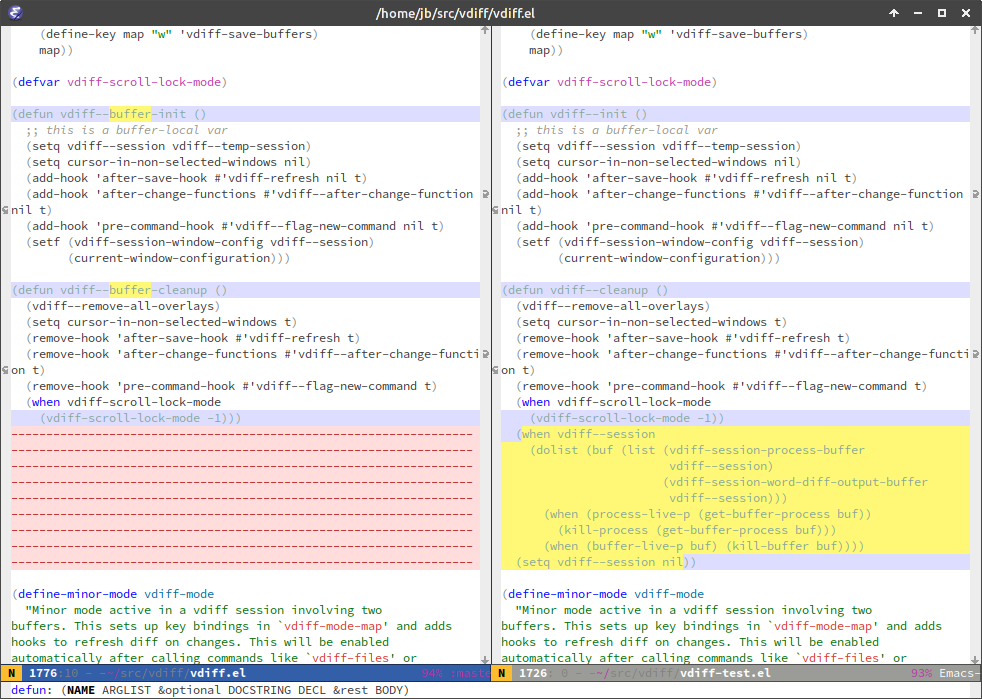 /home/jb/src/vdiff/vdiff.el
(define-key map "w" 'vdiff-save-buffers)
map))
(defvar vdiff-scroll-lock-mode)
(defun vdiff--buffer-init ()
;; this is a buffer-local var
(setq vdiff--session vdiff--temp-session)
(setq cursor-in-non-selected-windows nil)
(add-hook 'after-save-hook #'vdiff-refresh nil t)
(add-hook 'after-change-functions #'vdiff--after-change-function
nil t)
(add-hook 'pre-command-hook #'vdiff--flag-new-command nil t)
(setf (vdiff-session-window-config vdiff--session)
(current-window-configuration)))
(defun vdiff--buffer-cleanup ()
(vdiff--remove-all-overlays)
(setq cursor-in-non-selected-windows t)
(remove-hook 'after-save-hook #'vdiff-refresh t)
(remove-hook 'after-change-functions #'vdiff--after-change-functi
on t)
(remove-hook 'pre-command-hook #'vdiff--flag-new-command t)
(when vdiff-scroll-lock-mode
(vdiff-scroll-lock-mode -1)))
(define-minor-mode vdiff-mode
"Minor mode active in a vdiff session involving two
buffers. This sets up key bindings in `vdiff-mode-map' and adds
hooks to refresh diff on changes. This will be enabled
automatically after calling commands like `vdiff-files' or
N 1776:10 - ~/src/vdiff/vdiff.el 94%
(define-key map "w" 'vdiff-save-buffers)
map))
(defvar vdiff-scroll-lock-mode)
(defun vdiff--init ()
;; this is a buffer-local var
(setq vdiff--session vdiff--temp-session)
(setq cursor-in-non-selected-windows nil)
(add-hook 'after-save-hook #'vdiff-refresh nil t)
(add-hook 'after-change-functions #'vdiff--after-change-function
nil t)
(add-hook 'pre-command-hook #'vdiff--flag-new-command nil t)
(setf (vdiff-session-window-config vdiff--session)
(current-window-configuration)))
(defun vdiff--cleanup ()
(vdiff--remove-all-overlays)
(setq cursor-in-non-selected-windows t)
(remove-hook 'after-save-hook #'vdiff-refresh t)
(remove-hook 'after-change-functions #'vdiff--after-change-functi
on t)
(remove-hook 'pre-command-hook #'vdiff--flag-new-command t)
(when vdiff-scroll-lock-mode
(vdiff-scroll-lock-mode -1))
(when vdiff--session
(dolist (buf (list (vdiff-session-process-buffer
vdiff--session)
(vdiff-session-word-diff-output-buffer
vdiff--session)))
(when (process-live-p (get-buffer-process buf))
(kill-process (get-buffer-process buf)))
(when (buffer-live-p buf) (kill-buffer buf))))
(setq vdiff--session nil))
(define-minor-mode vdiff-mode
"Minor mode active in a vdiff session involving two
buffers. This sets up key bindings in `vdiff-mode-map' and adds
hooks to refresh diff on changes. This will be enabled
automatically after calling commands like `vdiff-files' or
N 1726: 0 - ~/src/vdiff/vdiff-test.el 93% Emacs-
defun: (NAME ARGLIST &optional DOCSTRING DECL &rest BODY)